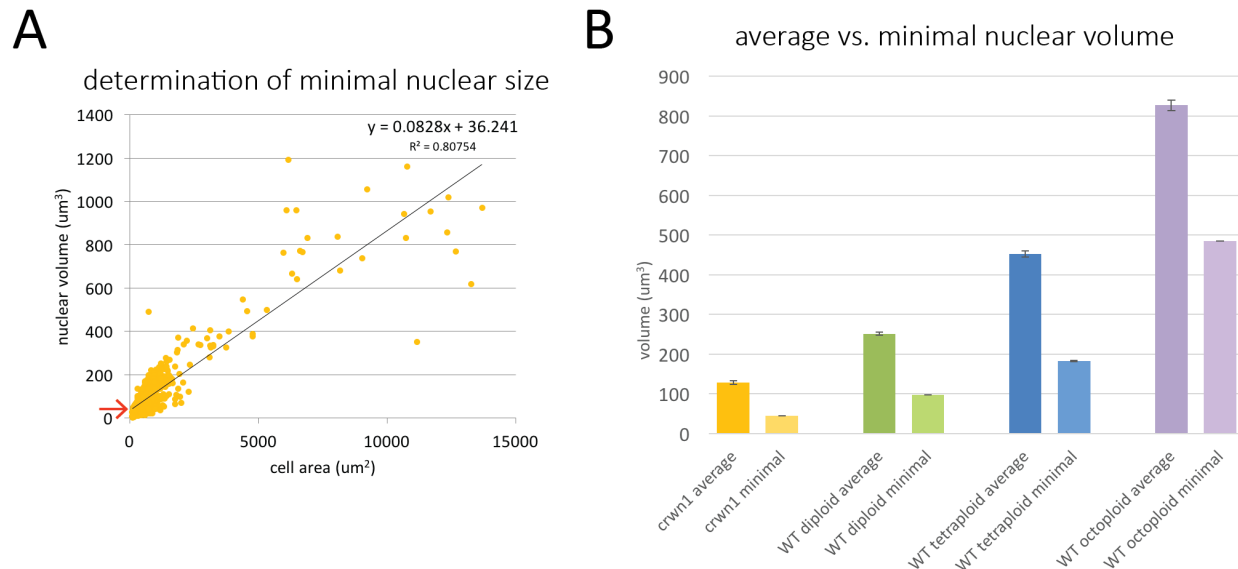 A
determination of minimal nuclear size
1400
1200
1000
800
600
400
200
0
nuclear volume (um³)
y = 0.0828x + 36.241
R² = 0.80754
0
5000
10000
15000
cell area (um²)
B
average vs. minimal nuclear volume
900
800
700
600
500
400
300
200
100
0
volume (um³)
crwn1 average
crwn1 minimal
WT diploid average
WT diploid minimal
WT tetraploid average
WT tetraploid minimal
WT octoploid average
WT octoploid minimal